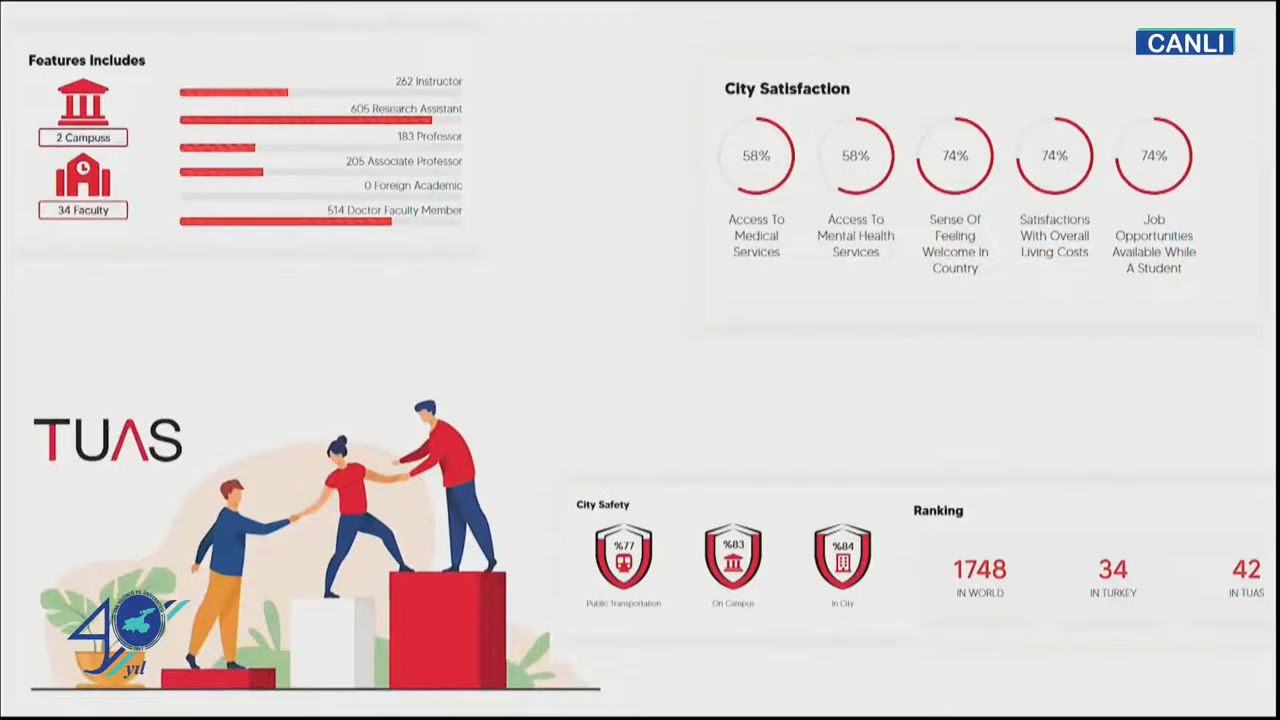 CANLI
Features Includes
2 Campuss
34 Faculty
262 Instructor
605 Research Assistant
183 Professor
205 Associate Professor
0 Foreign Academic
514 Doctor Faculty Member
City Satisfaction
58%
58%
74%
74%
74%
Access To
Medical
Services
Access To
Mental Health
Services
Sense Of
Feeling
Welcome In
Country
Satisfactions
With Overall
Living Costs
Job
Opportunities
Available While
A Student
TUAS
City Safety
%77
%83
%84
Public Transportation
On Campus
In City
Ranking
1748
IN WORLD
34
IN TURKEY
42
IN TUAS
40
yıl